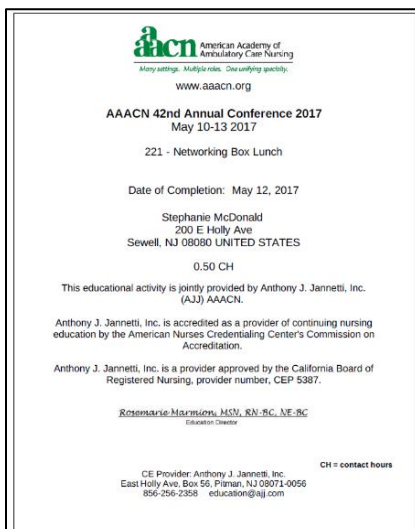 aaacn American Academy of
Ambulatory Care Nursing
Many settings. Multiple roles. One unifying specialty.
www.aaacn.org
AAACN 42nd Annual Conference 2017
May 10-13 2017
221 - Networking Box Lunch
Date of Completion: May 12, 2017
Stephanie McDonald
200 E Holly Ave
Sewell, NJ 08080 UNITED STATES
0.50 CH
This educational activity is jointly provided by Anthony J. Jannetti, Inc.
(AJJ) AAACN.
Anthony J. Jannetti, Inc. is accredited as a provider of continuing nursing
education by the American Nurses Credentialing Center's Commission on
Accreditation.
Anthony J. Jannetti, Inc. is a provider approved by the California Board of
Registered Nursing, provider number, CEP 5387.
Rosemarie Marmion, MSN, RN-BC, NE-BC
Education Director
CH = contact hours
CE Provider: Anthony J. Jannetti, Inc.
East Holly Ave, Box 56, Pitman, NJ 08071-0056
856-256-2358 education@ajj.com